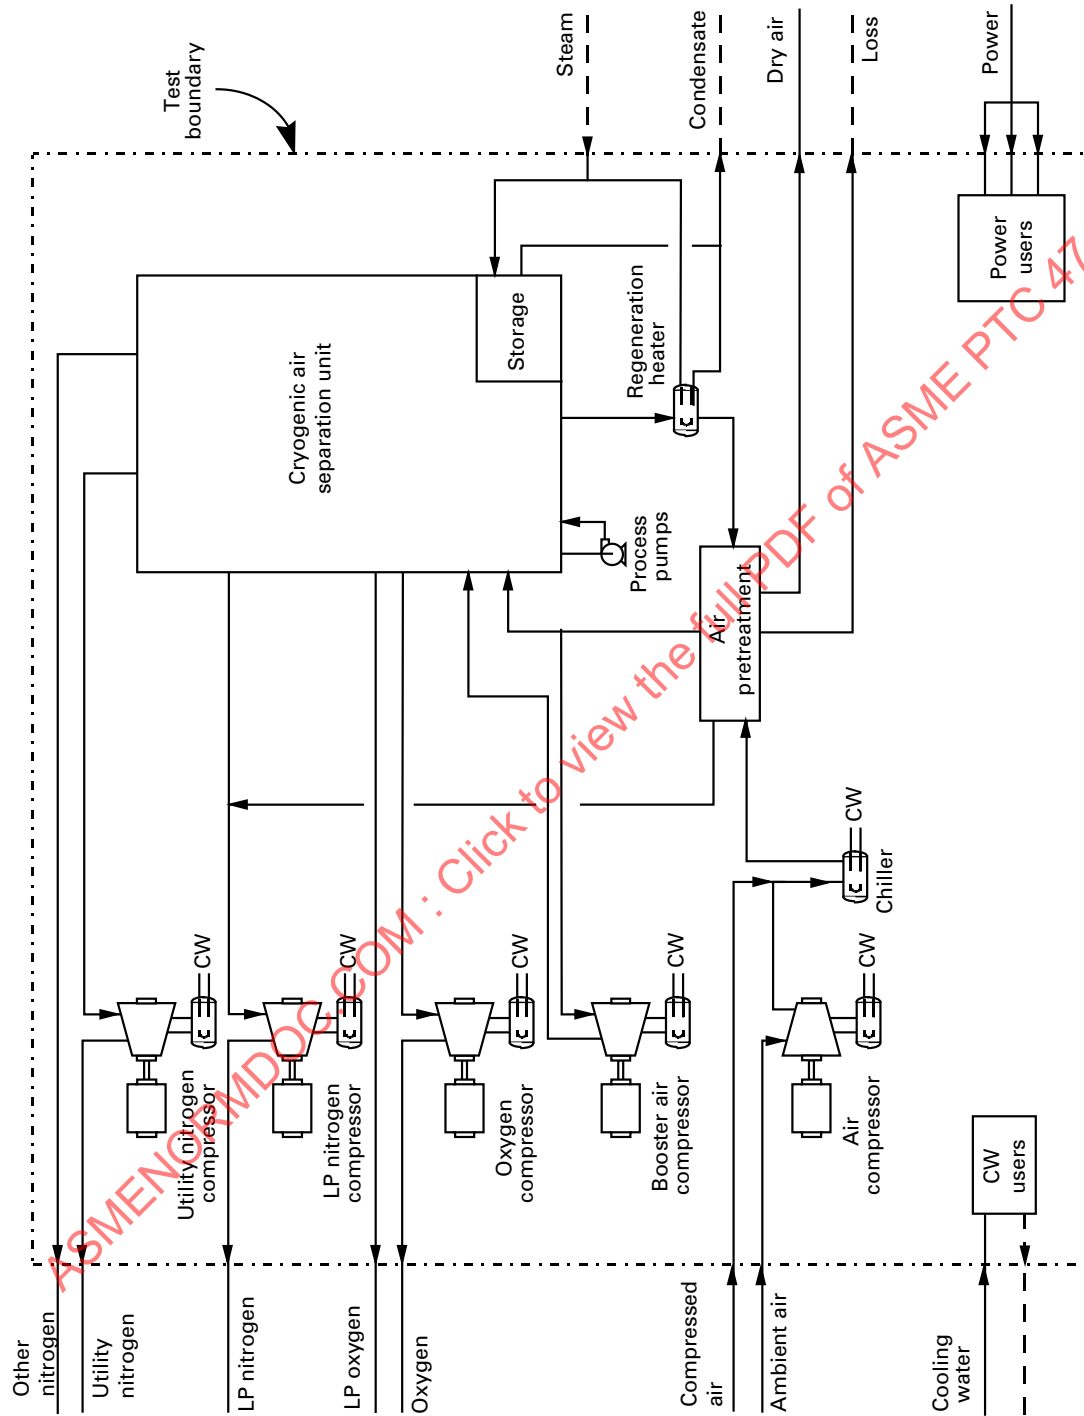 Test
boundary
Steam
Condensate
Dry air
Loss
Power
Power
users
Storage
Cryogenic air
separation unit
Regeneration
heater
Process
pumps
Air
pretreatment
CW
Chiller
CW
Utility nitrogen
compressor
CW
LP nitrogen
compressor
CW
Oxygen
compressor
CW
Booster air
compressor
CW
Air
compressor
CW
users
Other
nitrogen
Utility
nitrogen
LP nitrogen
LP oxygen
Oxygen
Compressed
air
Ambient air
Cooling
water
ASMENORMDOC.COM : Click to view the full PDF of ASME PTC 47